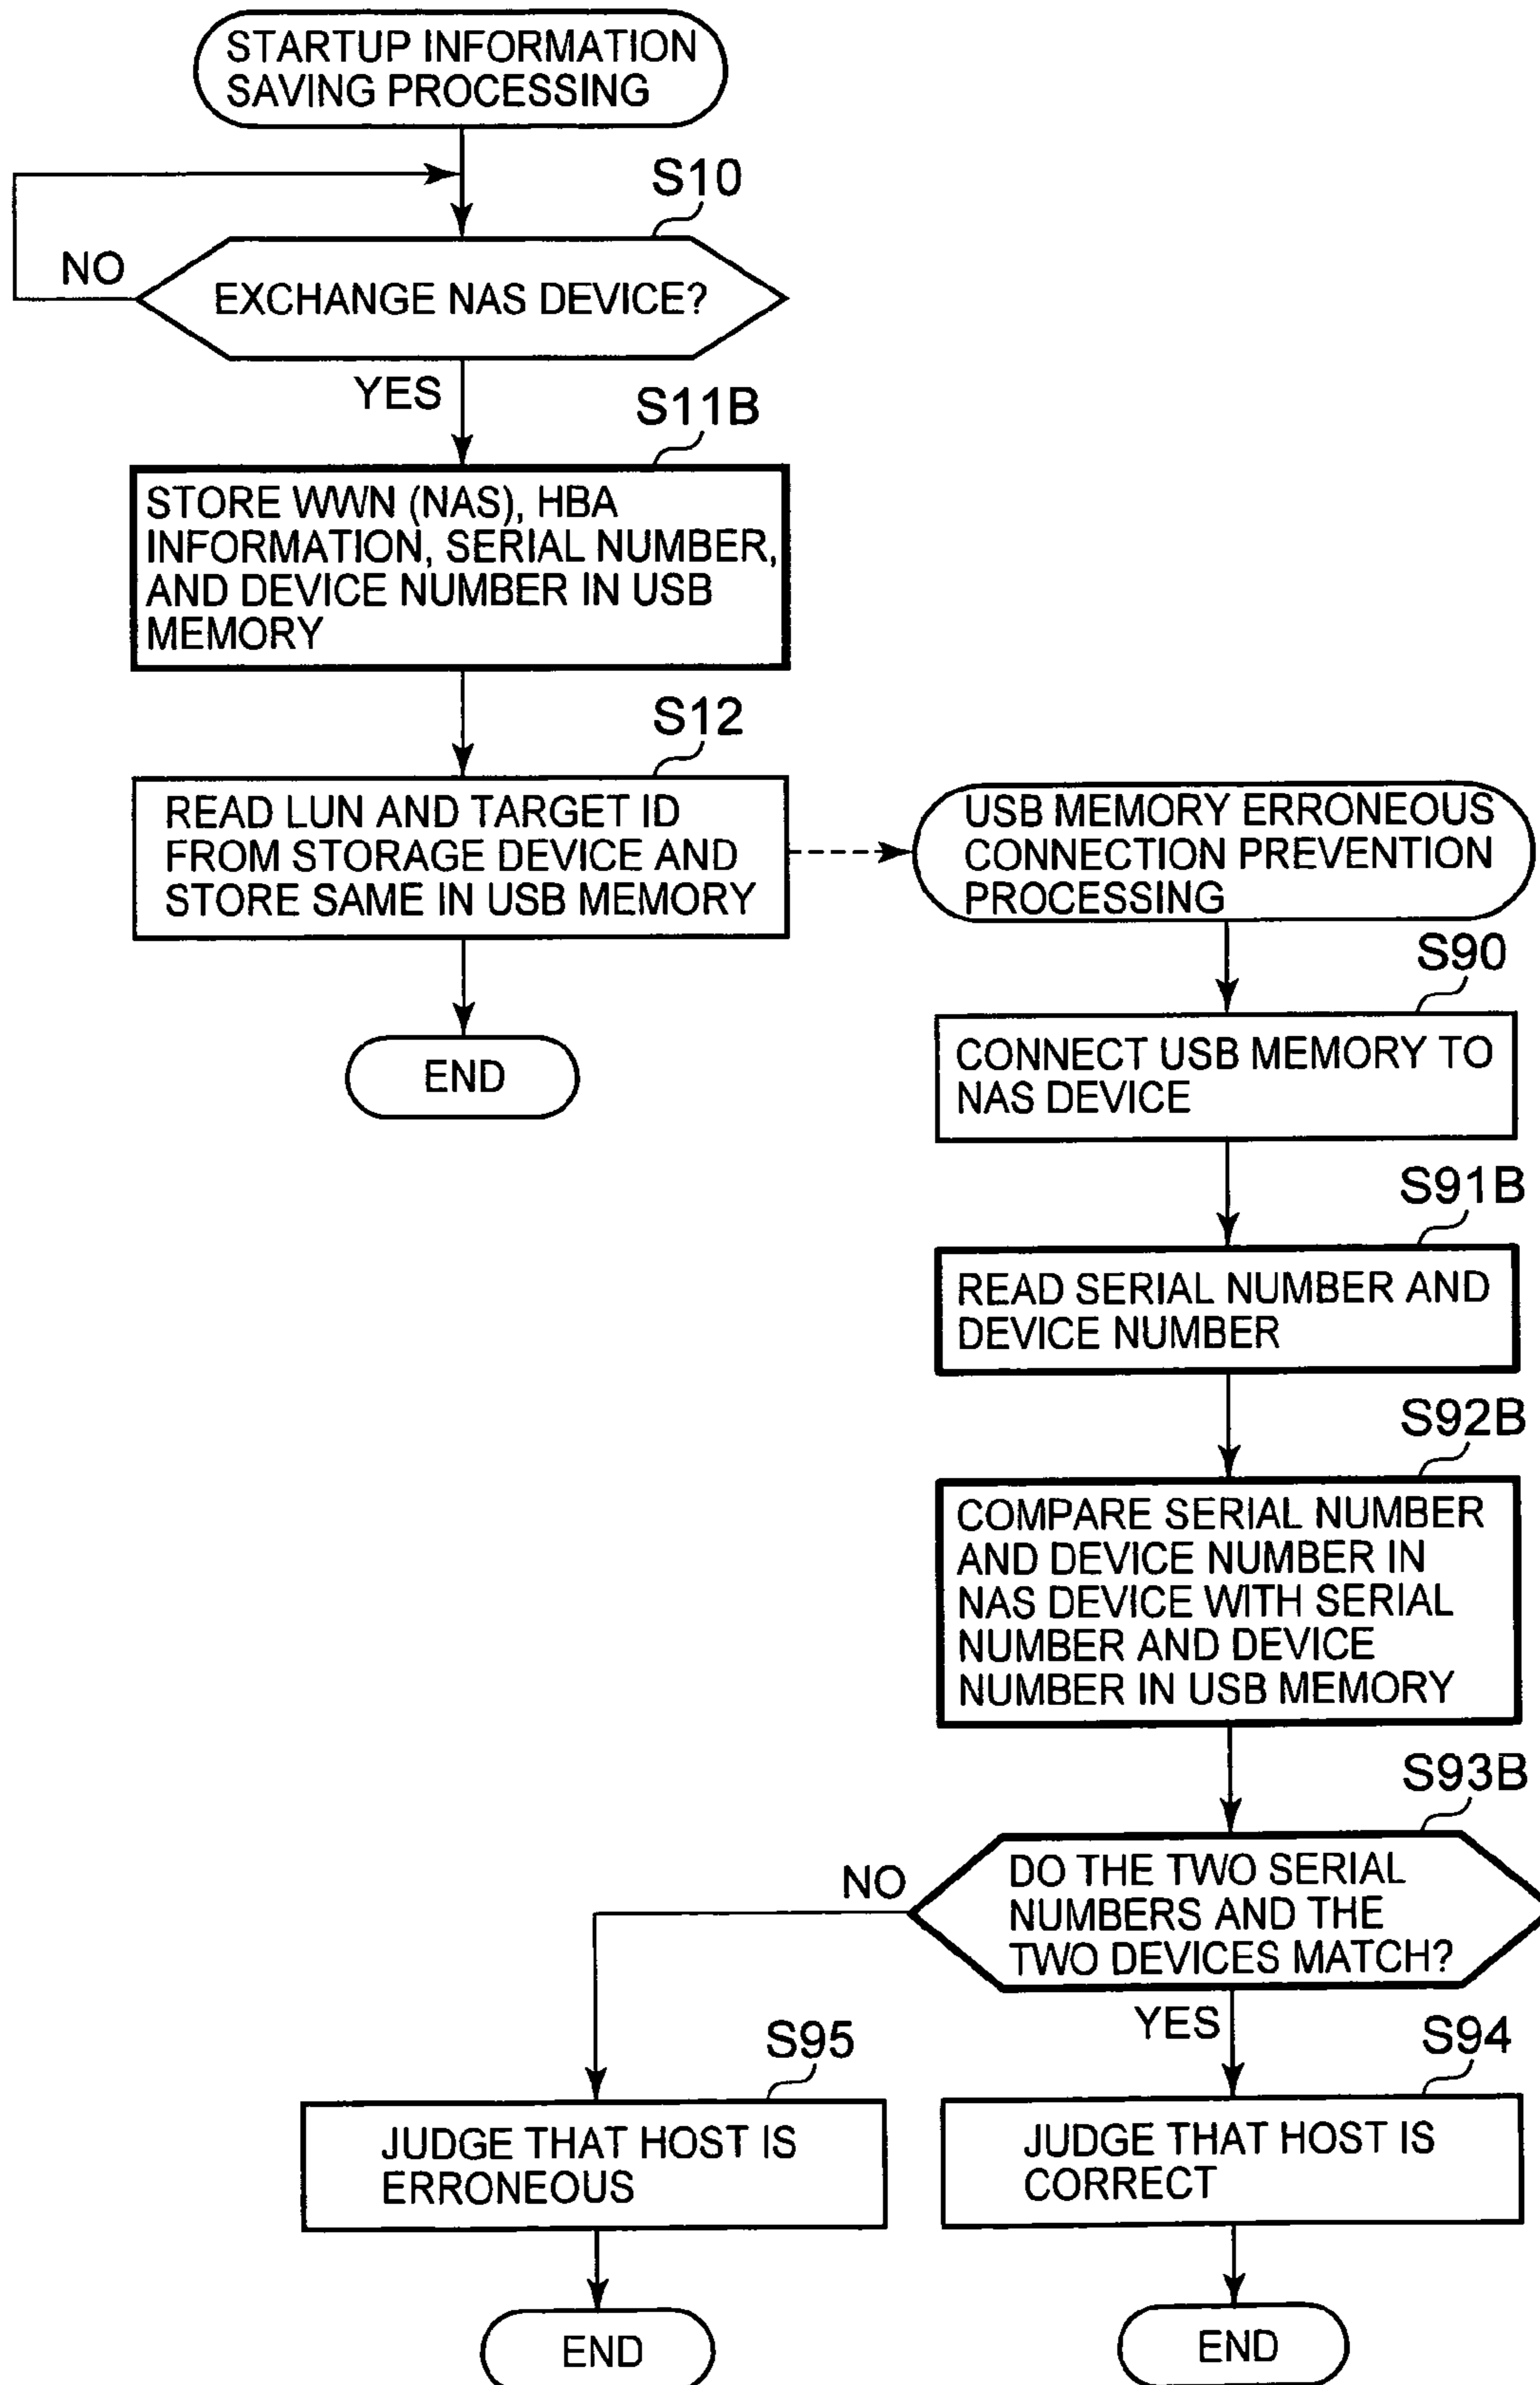 STARTUP INFORMATION
SAVING PROCESSING
S10
NO
EXCHANGE NAS DEVICE?
YES
S11B
STORE WWN (NAS), HBA
INFORMATION, SERIAL NUMBER,
AND DEVICE NUMBER IN USB
MEMORY
S12
READ LUN AND TARGET ID
FROM STORAGE DEVICE AND
STORE SAME IN USB MEMORY
END
USB MEMORY ERRONEOUS
CONNECTION PREVENTION
PROCESSING
S90
CONNECT USB MEMORY TO
NAS DEVICE
S91B
READ SERIAL NUMBER AND
DEVICE NUMBER
S92B
COMPARE SERIAL NUMBER
AND DEVICE NUMBER IN
NAS DEVICE WITH SERIAL
NUMBER AND DEVICE
NUMBER IN USB MEMORY
S93B
NO
DO THE TWO SERIAL
NUMBERS AND THE
TWO DEVICES MATCH?
YES
S95
JUDGE THAT HOST IS
ERRONEOUS
END
S94
JUDGE THAT HOST IS
CORRECT
END